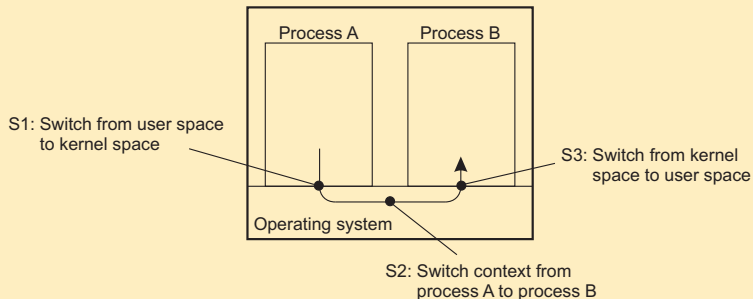 Process A
Process B
S1: Switch from user space
to kernel space
S3: Switch from kernel
space to user space
Operating system
S2: Switch context from
process A to process B